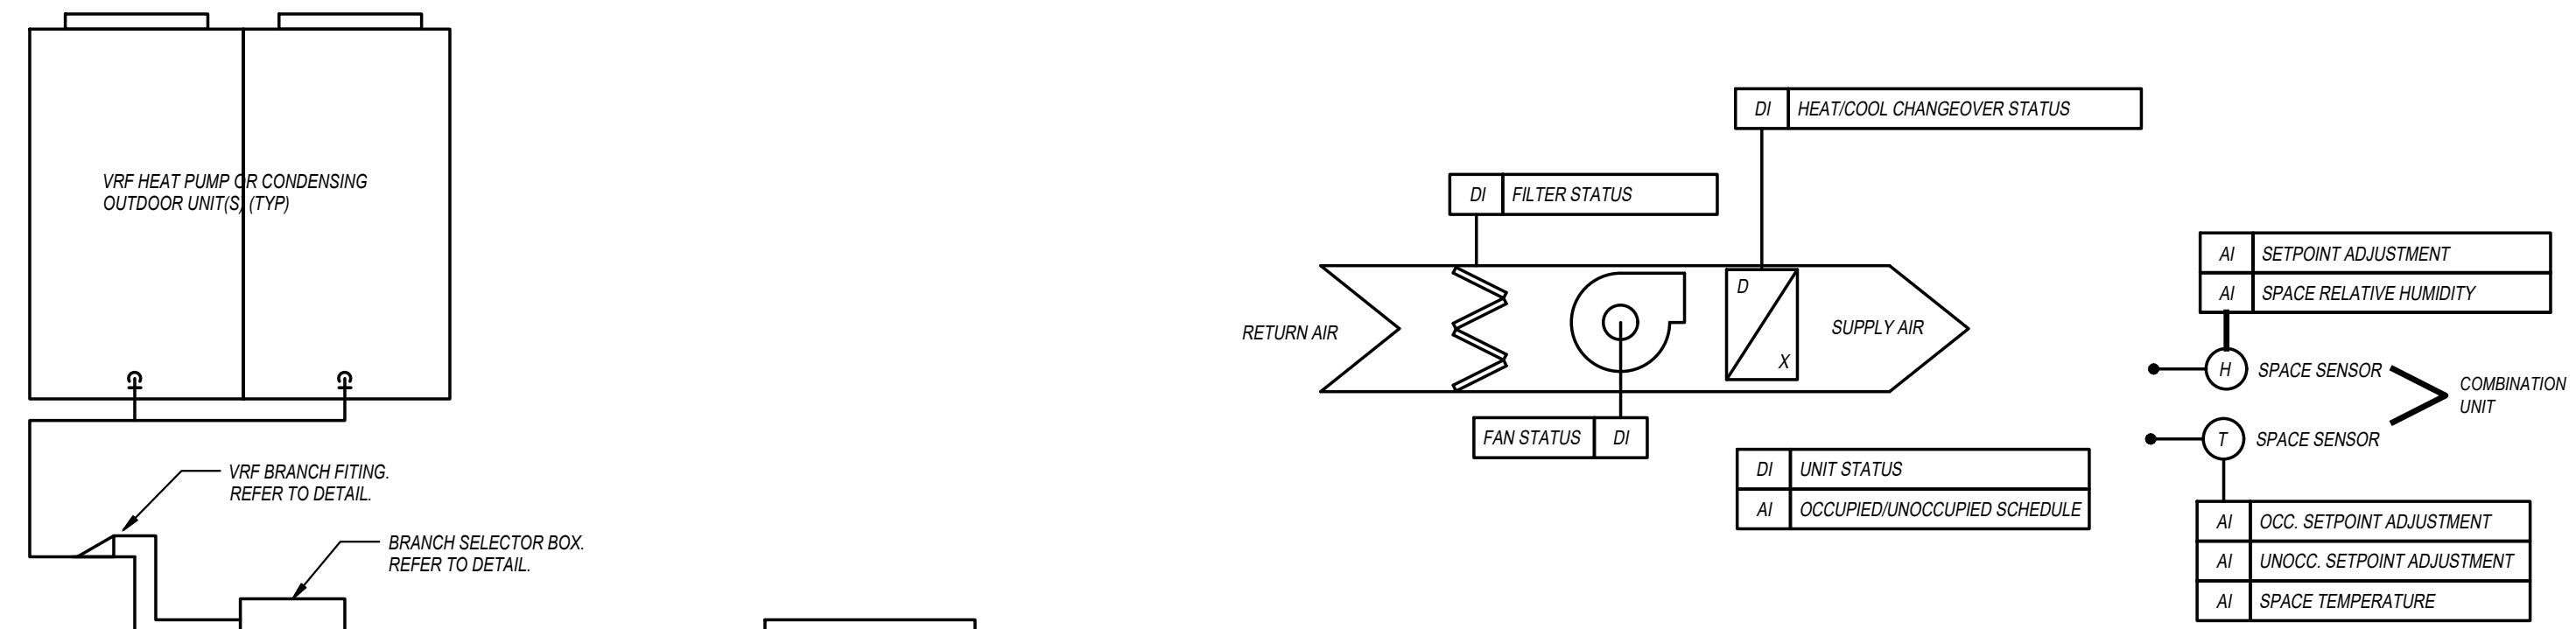 VRF HEAT PUMP OR CONDENSING
OUTDOOR UNIT(S) (TYP)
VRF BRANCH FITING.
REFER TO DETAIL.
BRANCH SELECTOR BOX.
REFER TO DETAIL.
DI HEAT/COOL CHANGEOVER STATUS
DI FILTER STATUS
RETURN AIR
D
X
SUPPLY AIR
FAN STATUS DI
DI UNIT STATUS
AI OCCUPIED/UNOCCUPIED SCHEDULE
AI SETPOINT ADJUSTMENT
AI SPACE RELATIVE HUMIDITY
H SPACE SENSOR
COMBINATION
UNIT
T SPACE SENSOR
AI OCC. SETPOINT ADJUSTMENT
AI UNOCC. SETPOINT ADJUSTMENT
AI SPACE TEMPERATURE